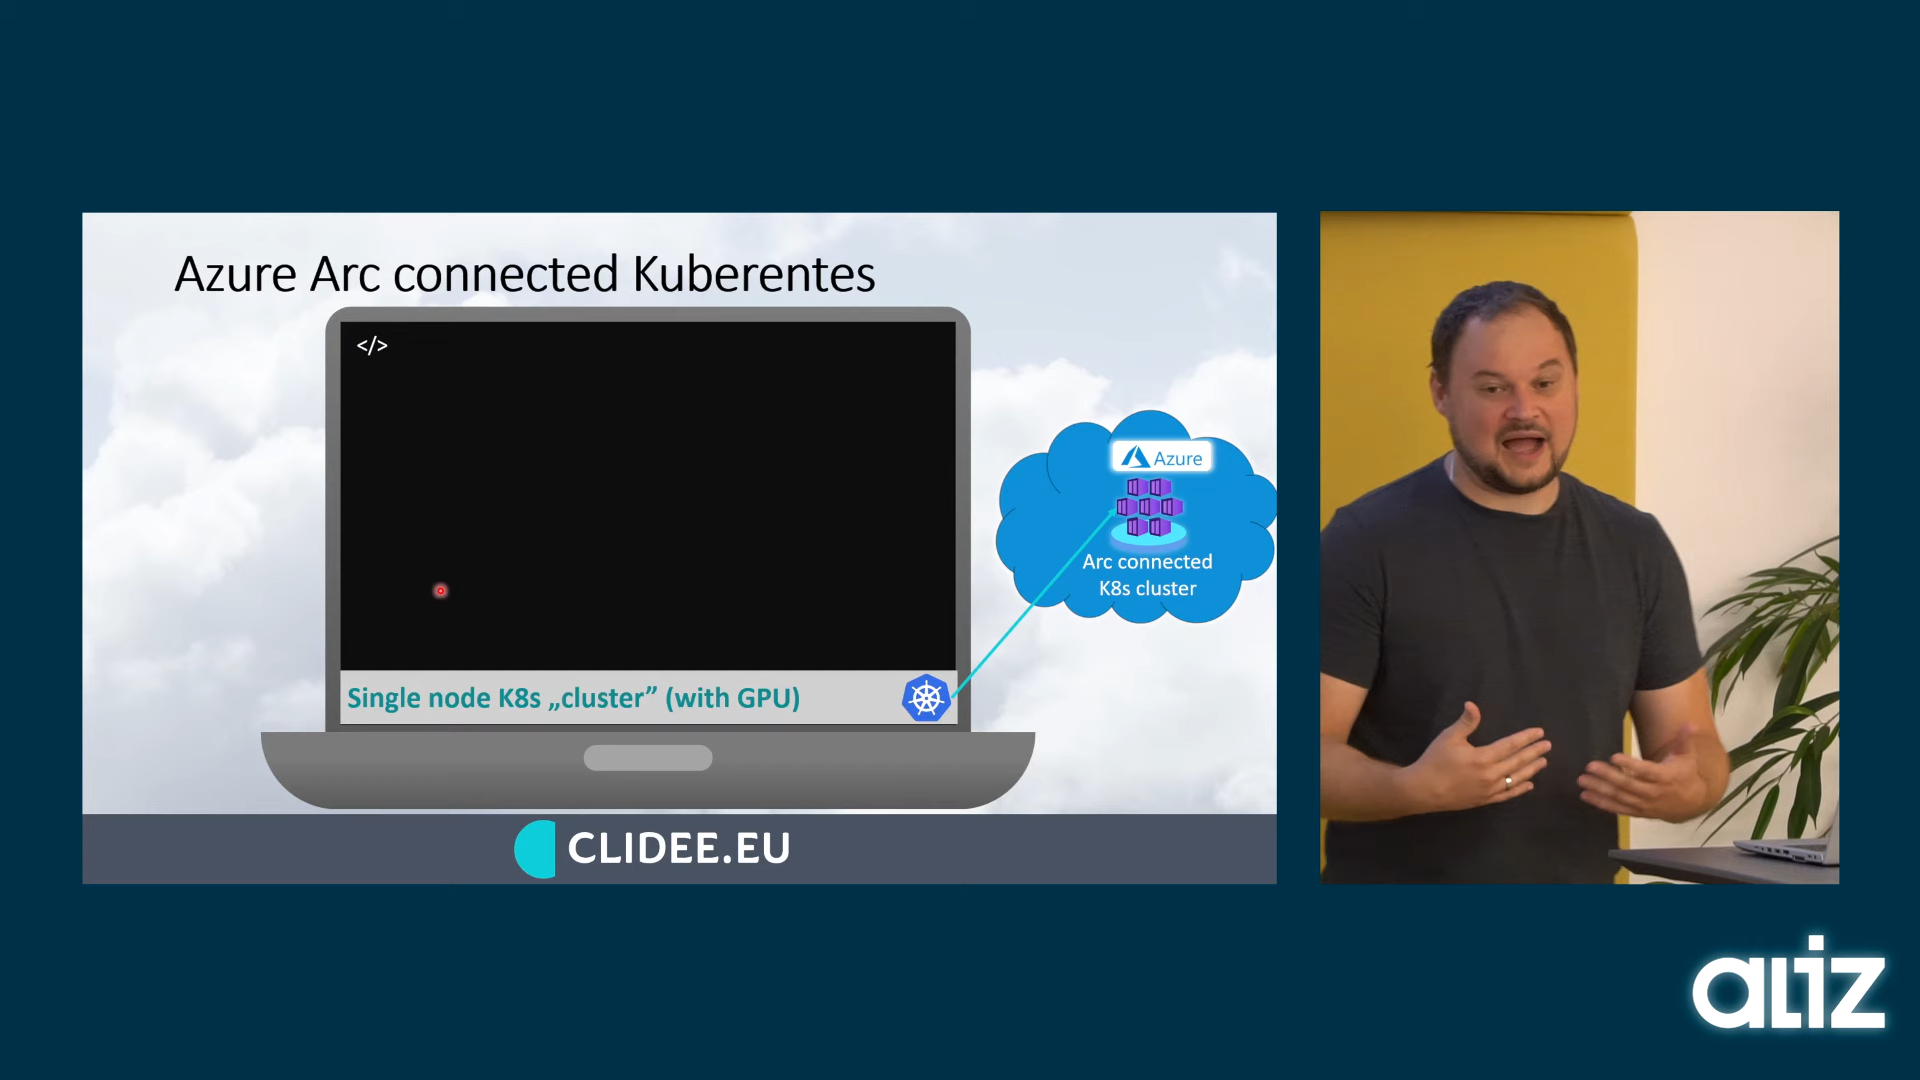 Azure Arc connected Kuberentes
</>
Azure
Arc connected
K8s cluster
Single node K8s „cluster” (with GPU)
CLIDEE.EU
aliz